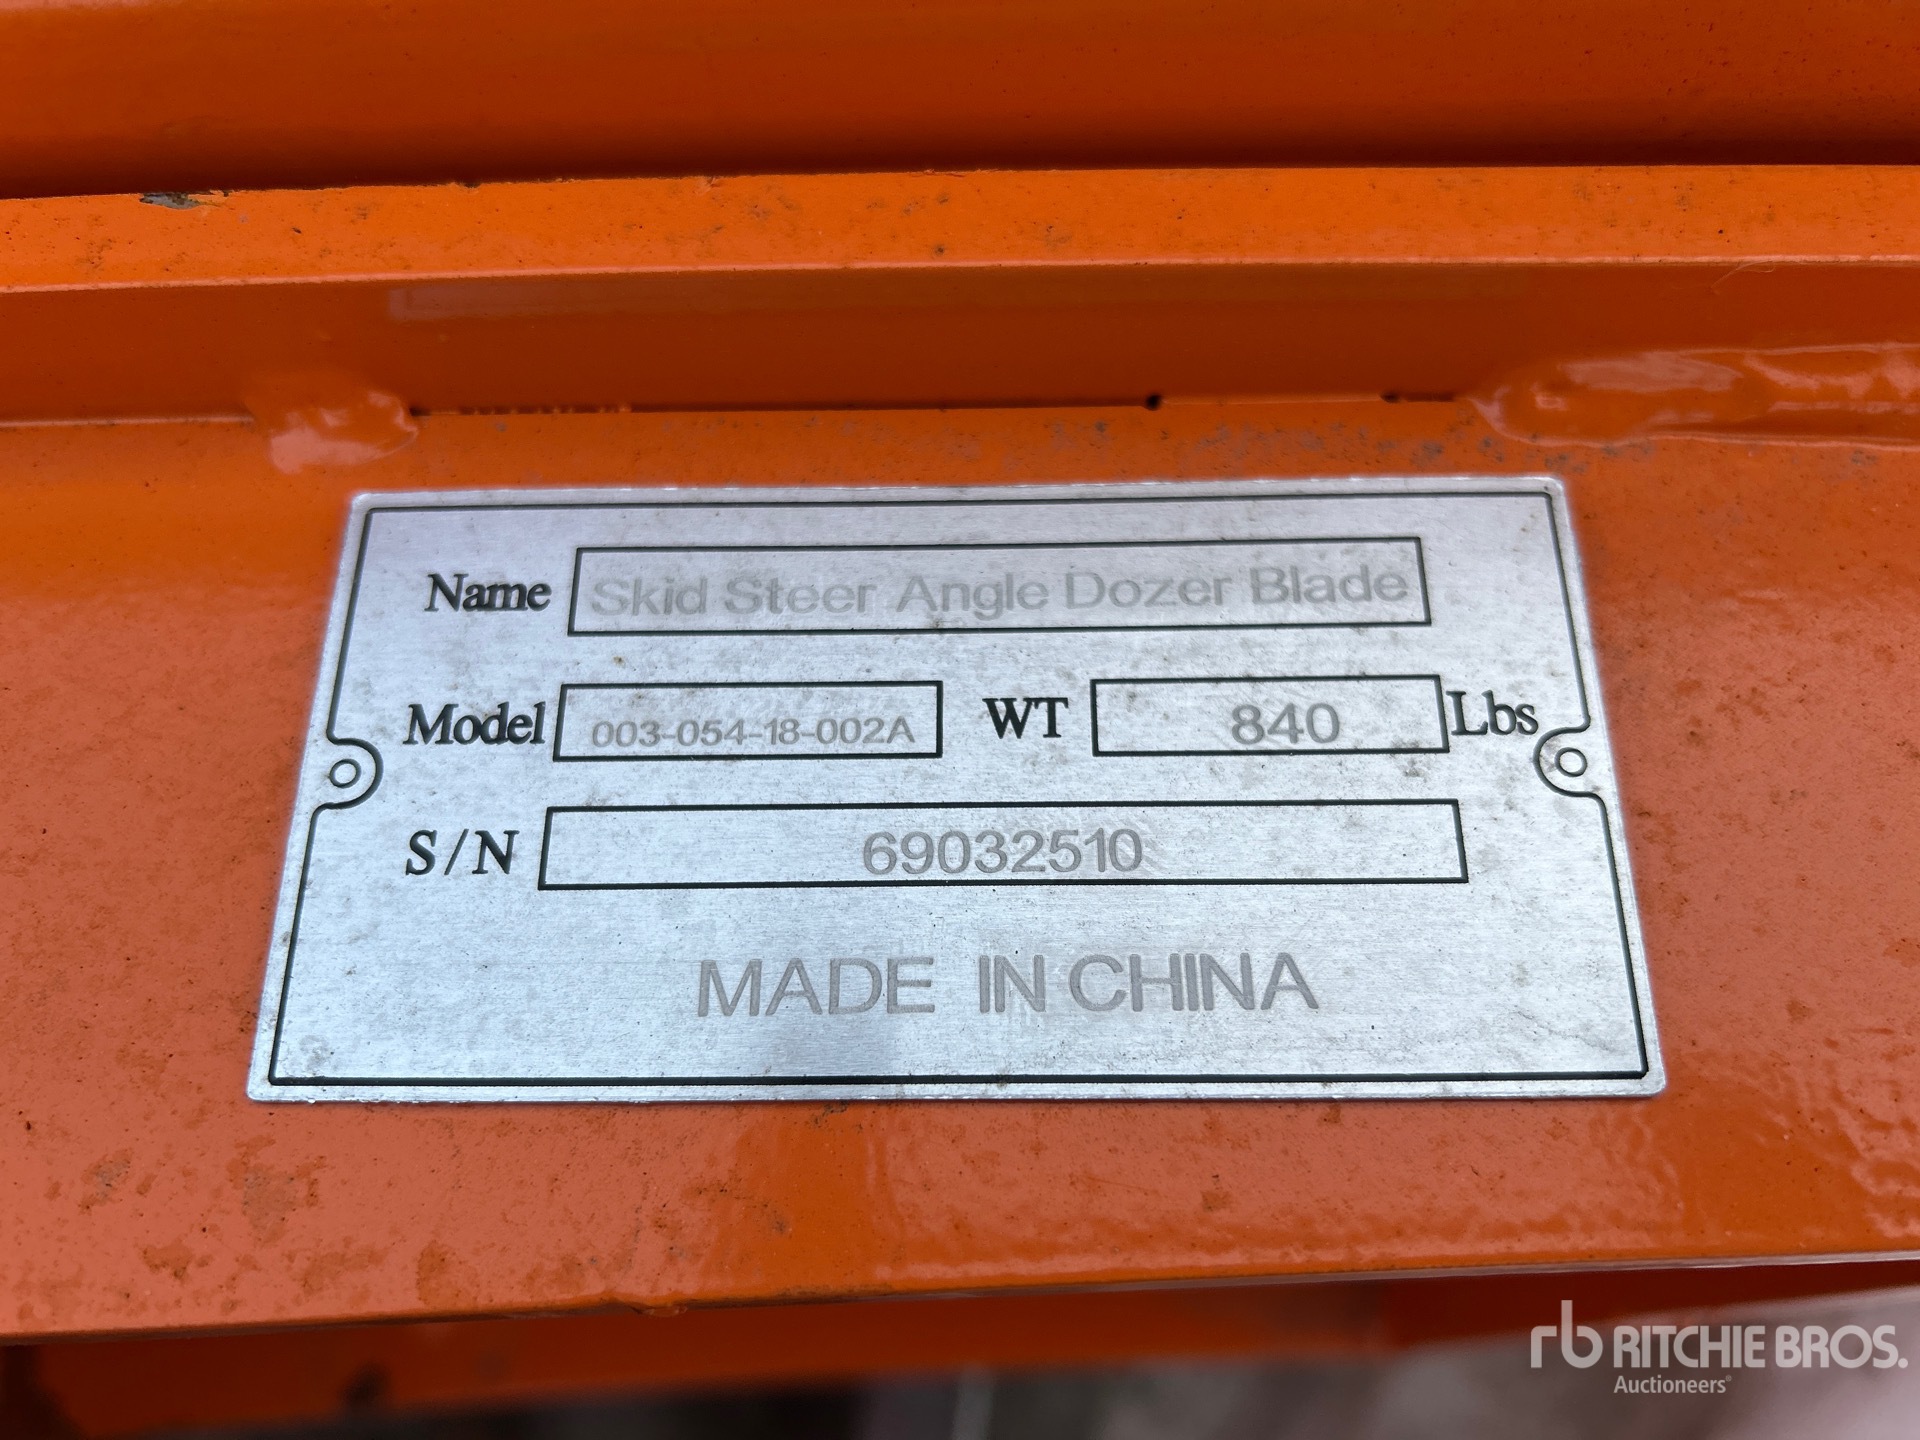 Name Skid Steer Angle Dozer Blade
Model 003-054-18-002A WT 840 Lbs
S/N 69032510
MADE IN CHINA
rb RITCHIE BROS.
Auctioneers